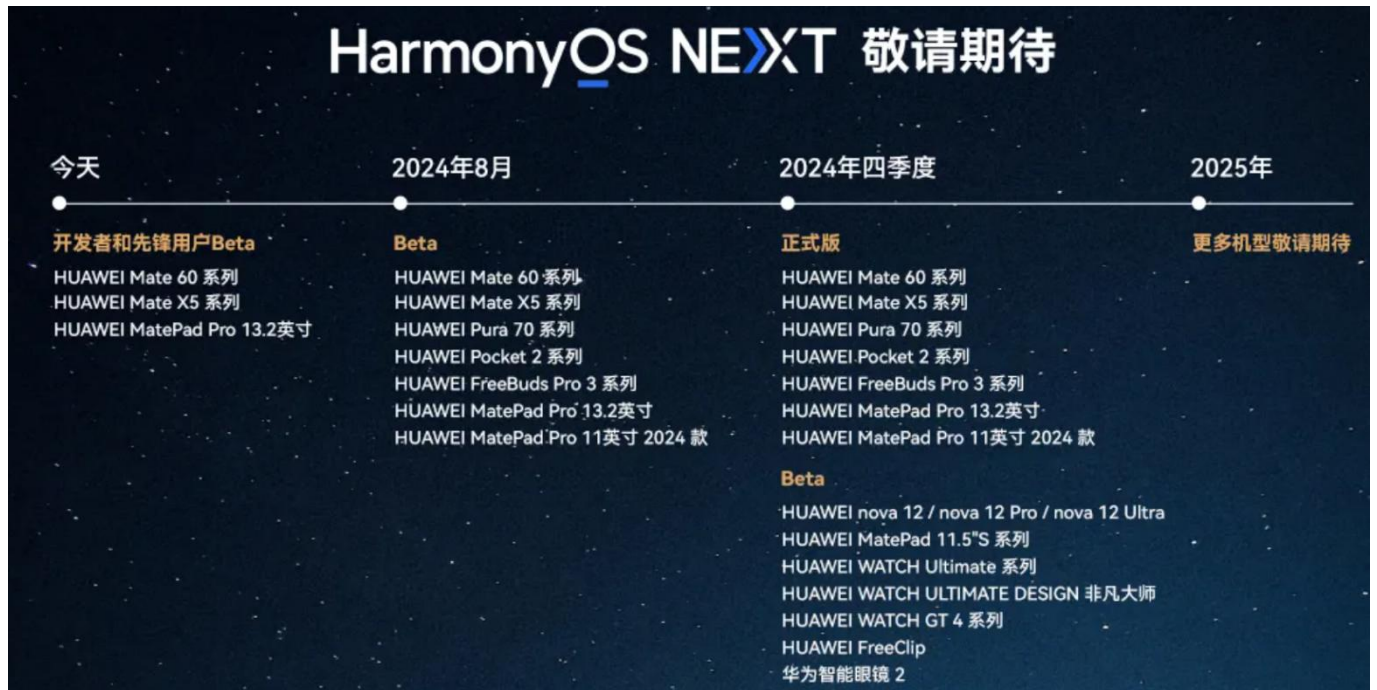 HarmonyOS NEXT 敬请期待
今天
开发者和先锋用户Beta
HUAWEI Mate 60 系列
HUAWEI Mate X5 系列
HUAWEI MatePad Pro 13.2英寸
2024年8月
Beta
HUAWEI Mate 60 系列
HUAWEI Mate X5 系列
HUAWEI Pura 70 系列
HUAWEI Pocket 2 系列
HUAWEI FreeBuds Pro 3 系列
HUAWEI MatePad Pro 13.2英寸
HUAWEI MatePad Pro 11英寸 2024 款
2024年四季度
正式版
HUAWEI Mate 60 系列
HUAWEI Mate X5 系列
HUAWEI Pura 70 系列
HUAWEI Pocket 2 系列
HUAWEI FreeBuds Pro 3 系列
HUAWEI MatePad Pro 13.2英寸
HUAWEI MatePad Pro 11英寸 2024 款
Beta
HUAWEI nova 12 / nova 12 Pro / nova 12 Ultra
HUAWEI MatePad 11.5"S 系列
HUAWEI WATCH Ultimate 系列
HUAWEI WATCH ULTIMATE DESIGN 非凡大师
HUAWEI WATCH GT 4 系列
HUAWEI FreeClip
华为智能眼镜 2
2025年
更多机型敬请期待